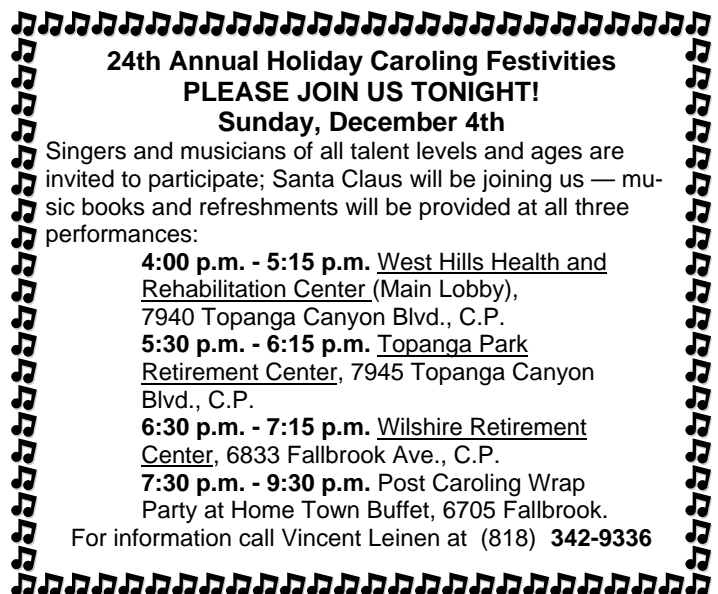 24th Annual Holiday Caroling Festivities
PLEASE JOIN US TONIGHT!
Sunday, December 4th
Singers and musicians of all talent levels and ages are
invited to participate; Santa Claus will be joining us — mu-
sic books and refreshments will be provided at all three
performances:
4:00 p.m. - 5:15 p.m. West Hills Health and
Rehabilitation Center (Main Lobby),
7940 Topanga Canyon Blvd., C.P.
5:30 p.m. - 6:15 p.m. Topanga Park
Retirement Center, 7945 Topanga Canyon
Blvd., C.P.
6:30 p.m. - 7:15 p.m. Wilshire Retirement
Center, 6833 Fallbrook Ave., C.P.
7:30 p.m. - 9:30 p.m. Post Caroling Wrap
Party at Home Town Buffet, 6705 Fallbrook.
For information call Vincent Leinen at (818) 342-9336